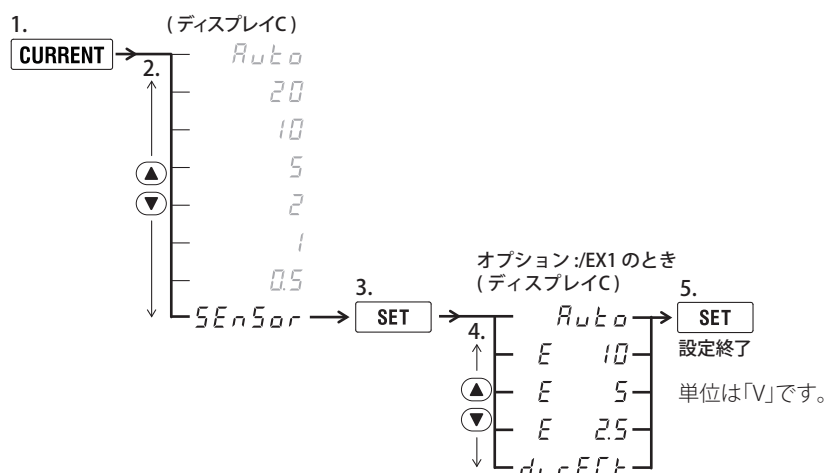 1.
(ディスプレイC)
CURRENT
2.
Auto
20
10
5
2
1
0.5
SEnSor
3.
SET
オプション:/EX1 のとき
(ディスプレイC)
4.
Auto
E 10
E 5
E 2.5
dirECt
5.
SET
設定終了
単位は「V」です。